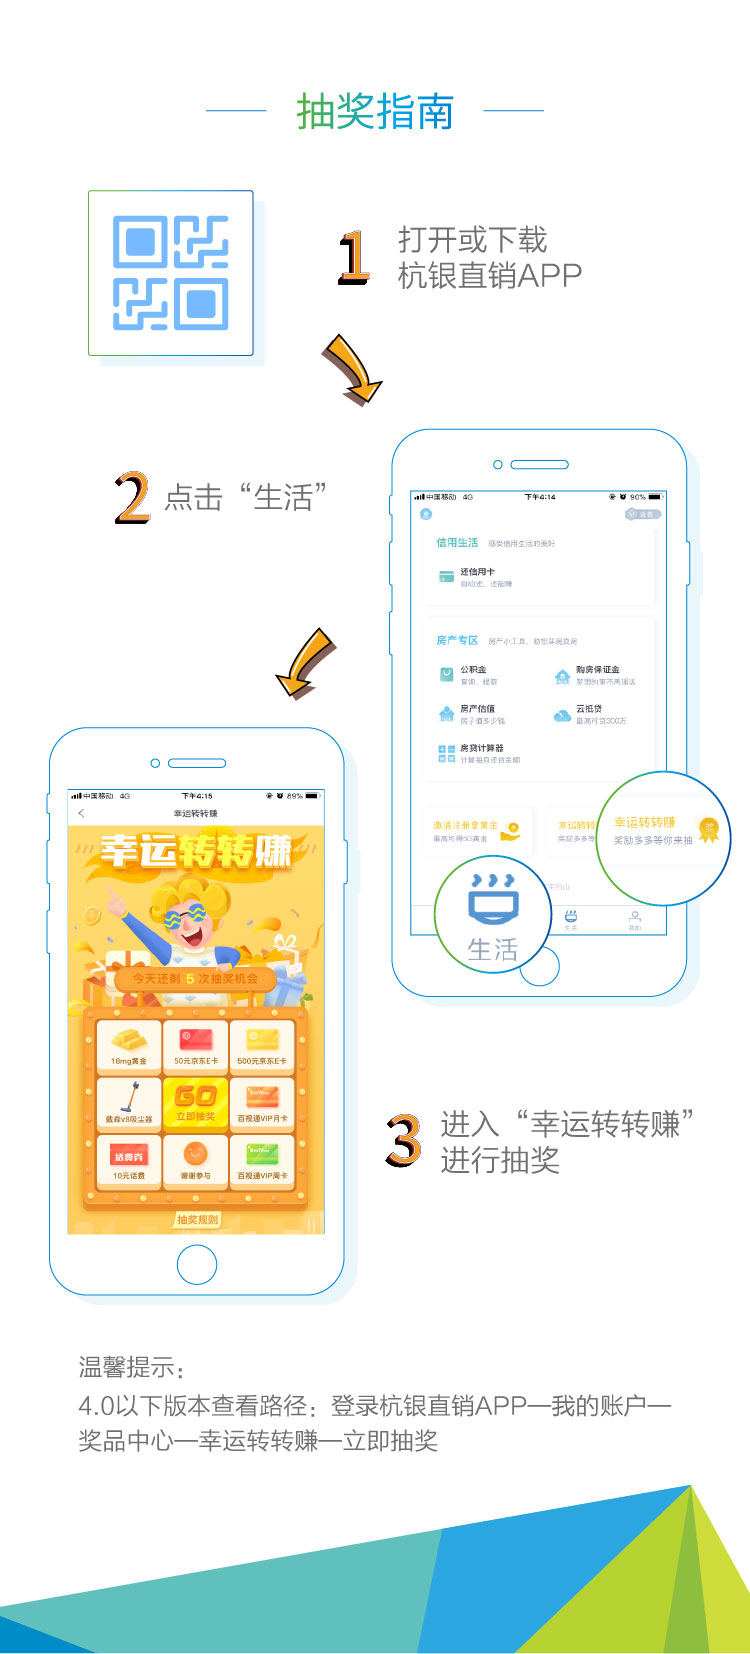 抽奖指南
1
打开或下载
杭银直销APP
2
点击“生活”
中国移动 4G 下午4:14 90%
信用生活 感受信用生活的美好
还信用卡
自动还，还能赚
房产专区 房产小工具，助您买房卖房
公积金
查询、提取
购房保证金
梦想的家不再遥远
房产估值
房子值多少钱
云抵贷
最高可贷300万
房贷计算器
计算每月还贷金额
邀请注册拿黄金
最高可得5G黄金
幸运转转
奖励多多等
幸运转转赚
奖励多多等你来抽
生活
生活
我的
中国移动 4G 下午4:15 89%
幸运转转赚
幸运转转赚
今天还剩 5 次抽奖机会
18mg黄金
50元京东E卡
500元京东E卡
戴森v8吸尘器
GO
立即抽奖
百视通VIP月卡
话费券
10元话费
谢谢参与
百视通VIP周卡
抽奖规则
3
进入“幸运转转赚”
进行抽奖
温馨提示：
4.0以下版本查看路径：登录杭银直销APP—我的账户—
奖品中心—幸运转转赚—立即抽奖